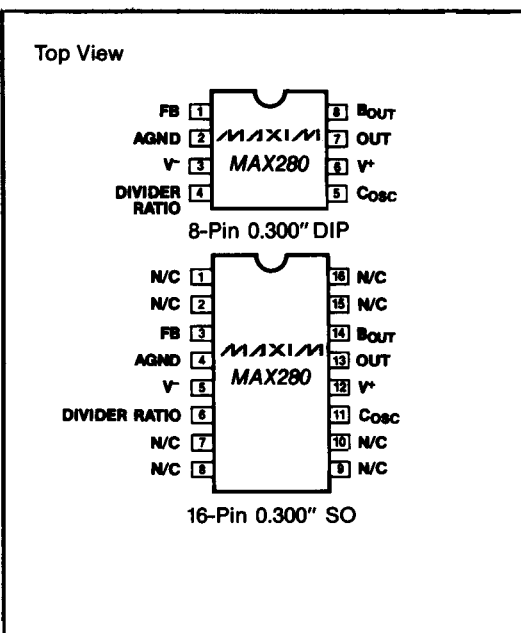 Top View
FB 1 8 BOUT
AGND 2 MAXIM 7 OUT
V- 3 MAX280 6 V+
DIVIDER RATIO 4 5 COSC
8-Pin 0.300" DIP
N/C 1 16 N/C
N/C 2 15 N/C
FB 3 14 BOUT
AGND 4 MAXIM 13 OUT
V- 5 MAX280 12 V+
DIVIDER RATIO 6 11 COSC
N/C 7 10 N/C
N/C 8 9 N/C
16-Pin 0.300" SO